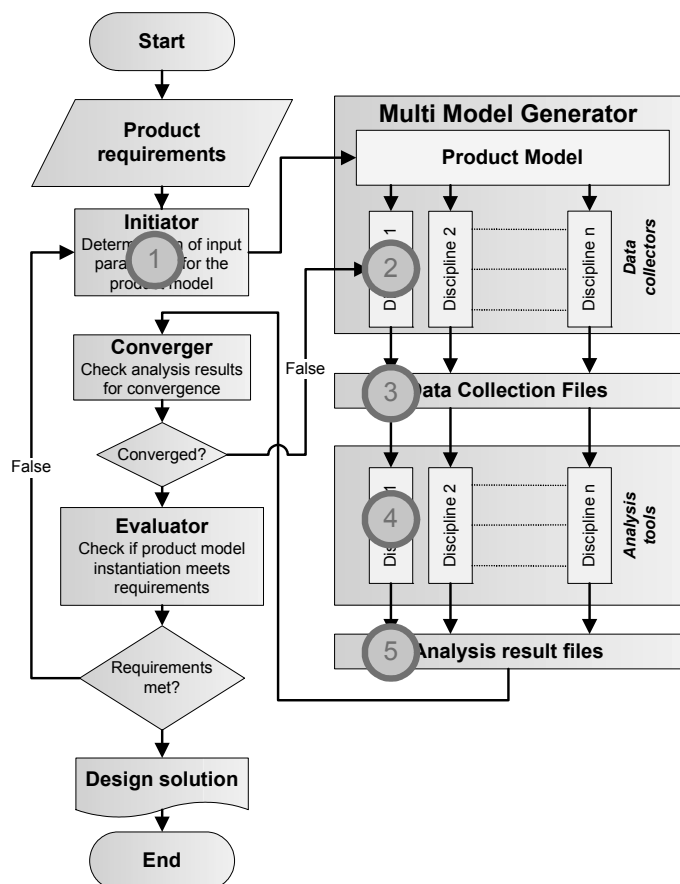 Start
Product
requirements
Initiator
of input
for the
product model
1
False
Converger
Check analysis results
for convergence
Converged?
False
Evaluator
Check if product model
instantiation meets
requirements
Requirements
met?
Design solution
End
Multi Model Generator
Product Model
1
2
Discipline 2
Discipline n
Data
collectors
3
Data Collection Files
1
4
Discipline 2
Discipline n
Analysis
tools
5
Analysis result files